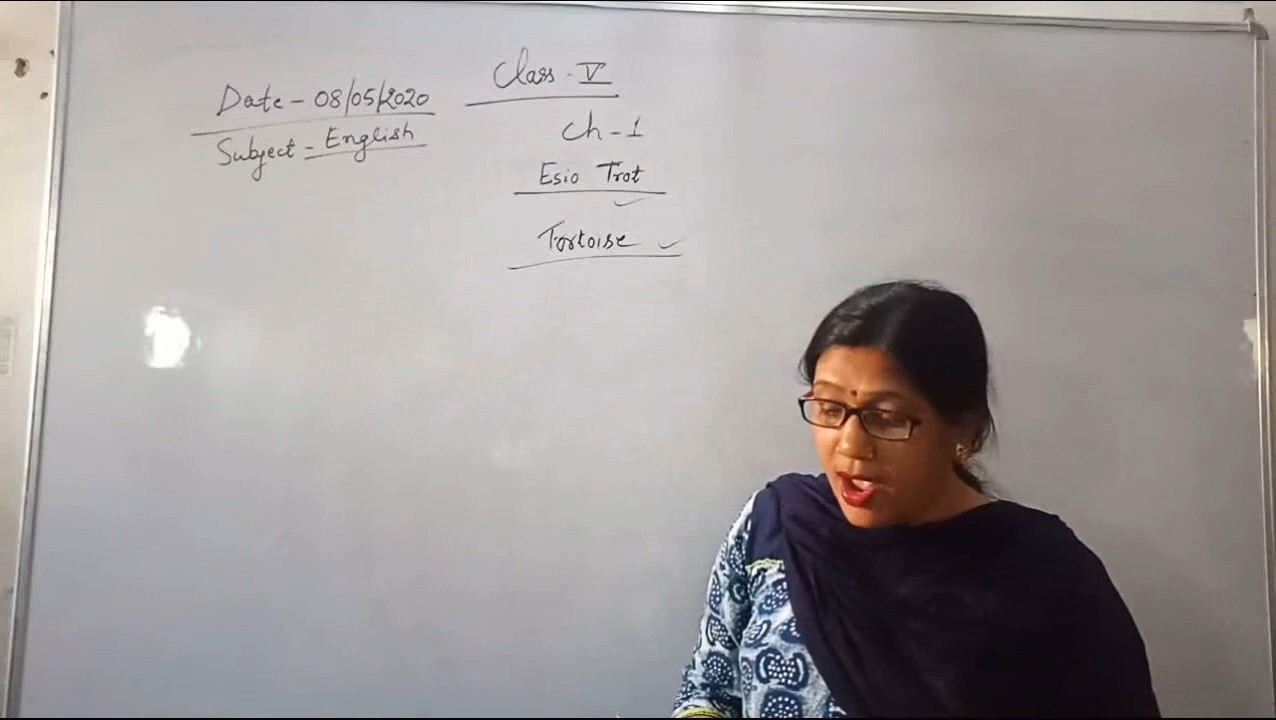 Date - 08/05/2020
Subject - English
Class - V
Ch - 1
Esio Trot
Tortoise